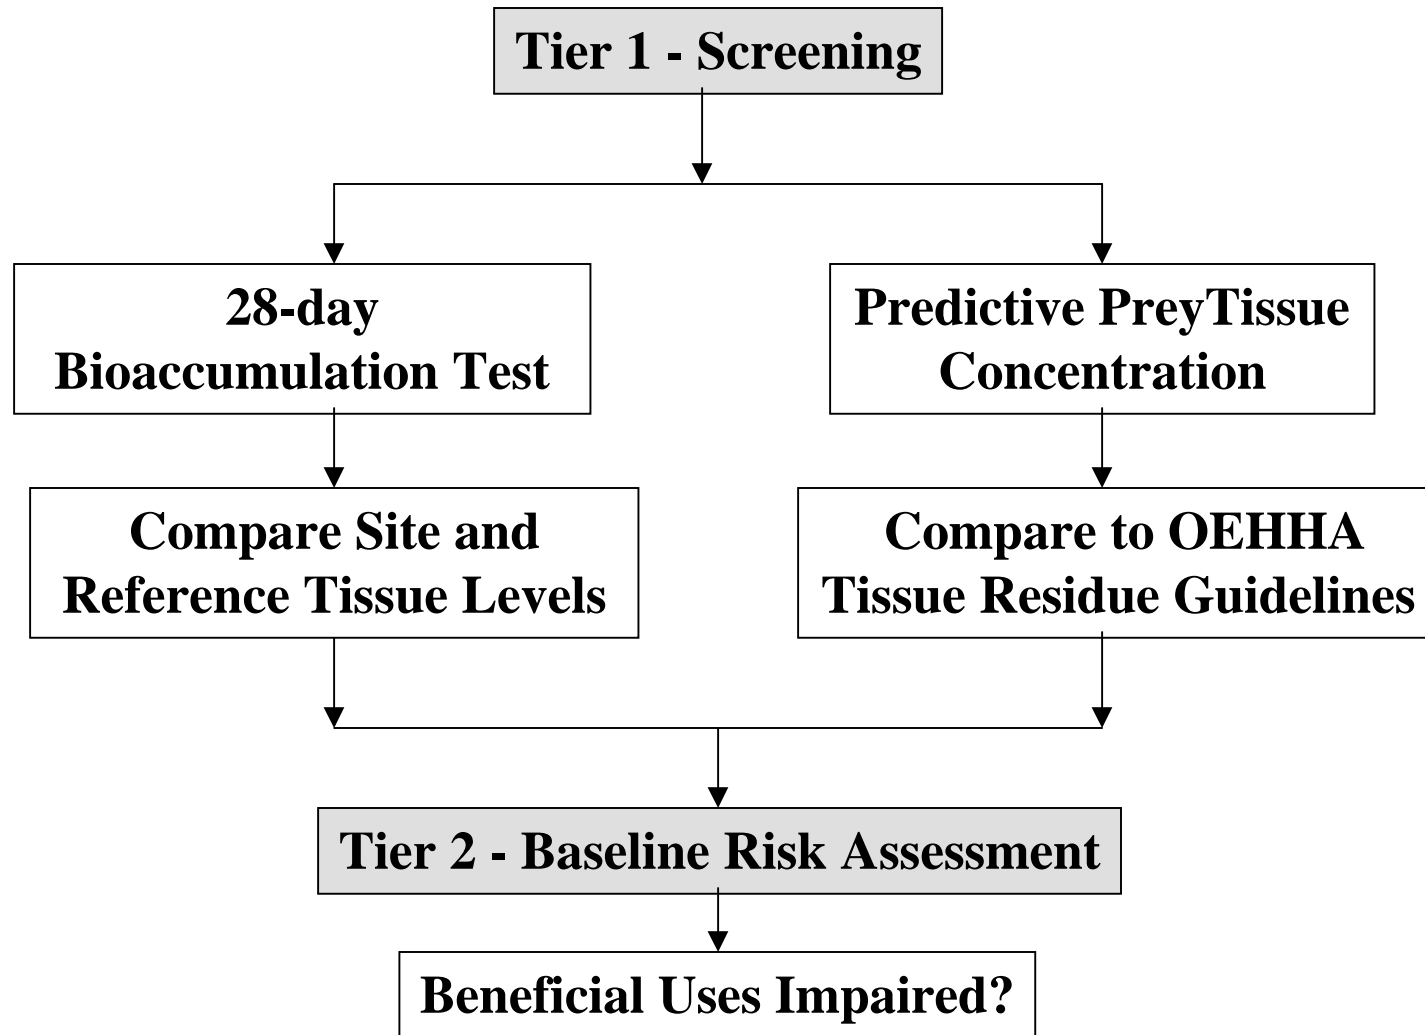 Tier 1 - Screening
28-day
Bioaccumulation Test
Predictive PreyTissue
Concentration
Compare Site and
Reference Tissue Levels
Compare to OEHHA
Tissue Residue Guidelines
Tier 2 - Baseline Risk Assessment
Beneficial Uses Impaired?